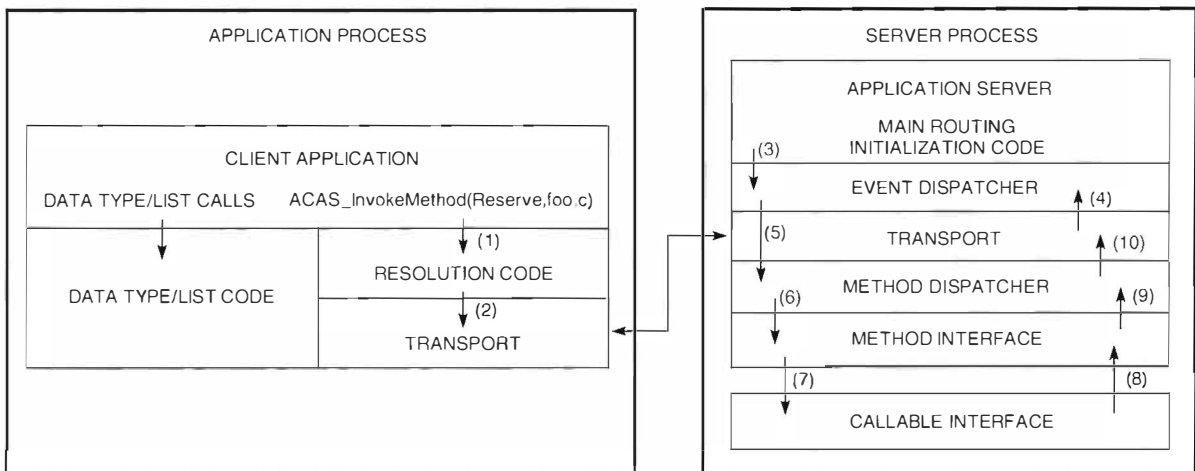 APPLICATION PROCESS
CLIENT APPLICATION
DATA TYPE/LIST CALLS
ACAS_InvokeMethod(Reserve,foo,c)
(1)
DATA TYPE/LIST CODE
RESOLUTION CODE
(2)
TRANSPORT
SERVER PROCESS
APPLICATION SERVER
MAIN ROUTING
INITIALIZATION CODE
(3)
EVENT DISPATCHER
(4)
(5)
TRANSPORT
(10)
METHOD DISPATCHER
(6)
(9)
METHOD INTERFACE
(7)
(8)
CALLABLE INTERFACE